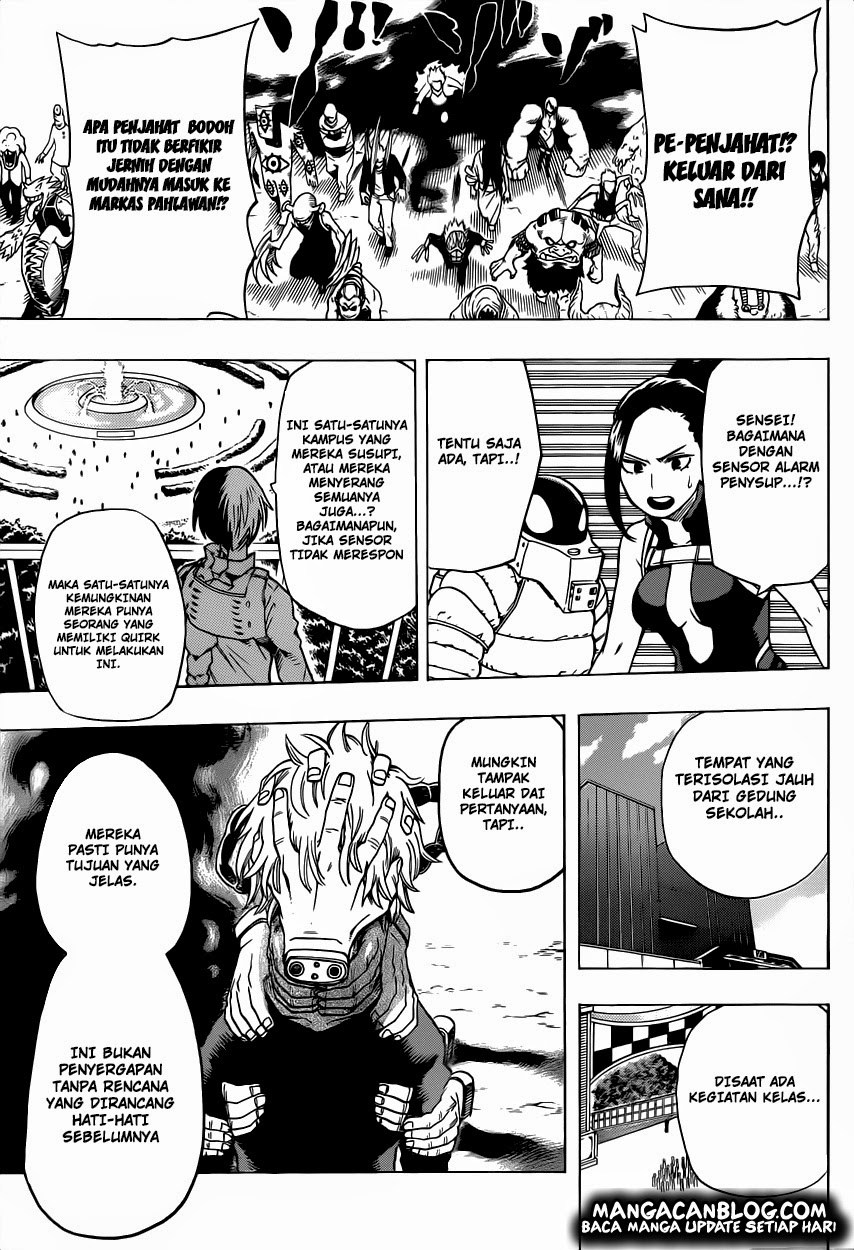 PE-PENJAHAT!?
KELUAR DARI
SANA!!
APA PENJAHAT BODOH
ITU TIDAK BERFIKIR
JERNIH DENGAN
MUDAHNYA MASUK KE
MARKAS PAHLAWAN!?
SENSEI!
BAGAIMANA
DENGAN
SENSOR ALARM
PENYSUP...!?
TENTU SAJA
ADA, TAPI..!
INI SATU-SATUNYA
KAMPUS YANG
MEREKA SUSUPI,
ATAU MEREKA
MENYERANG
SEMUANYA
JUGA...?
BAGAIMANAPUN,
JIKA SENSOR
TIDAK MERESPON
MAKA SATU-SATUNYA
KEMUNGKINAN
MEREKA PUNYA
SEORANG YANG
MEMILIKI QUIRK
UNTUK MELAKUKAN
INI.
TEMPAT YANG
TERISOLASI JAUH
DARI GEDUNG
SEKOLAH..
DISAAT ADA
KEGIATAN KELAS...
MUNGKIN
TAMPAK
KELUAR DAI
PERTANYAAN,
TAPI..
MEREKA
PASTI PUNYA
TUJUAN YANG
JELAS.
INI BUKAN
PENYERGAPAN
TANPA RENCANA
YANG DIRANCANG
HATI-HATI
SEBELUMNYA
MANGACANBLOG.COM
BACA MANGA UPDATE SETIAP HARI